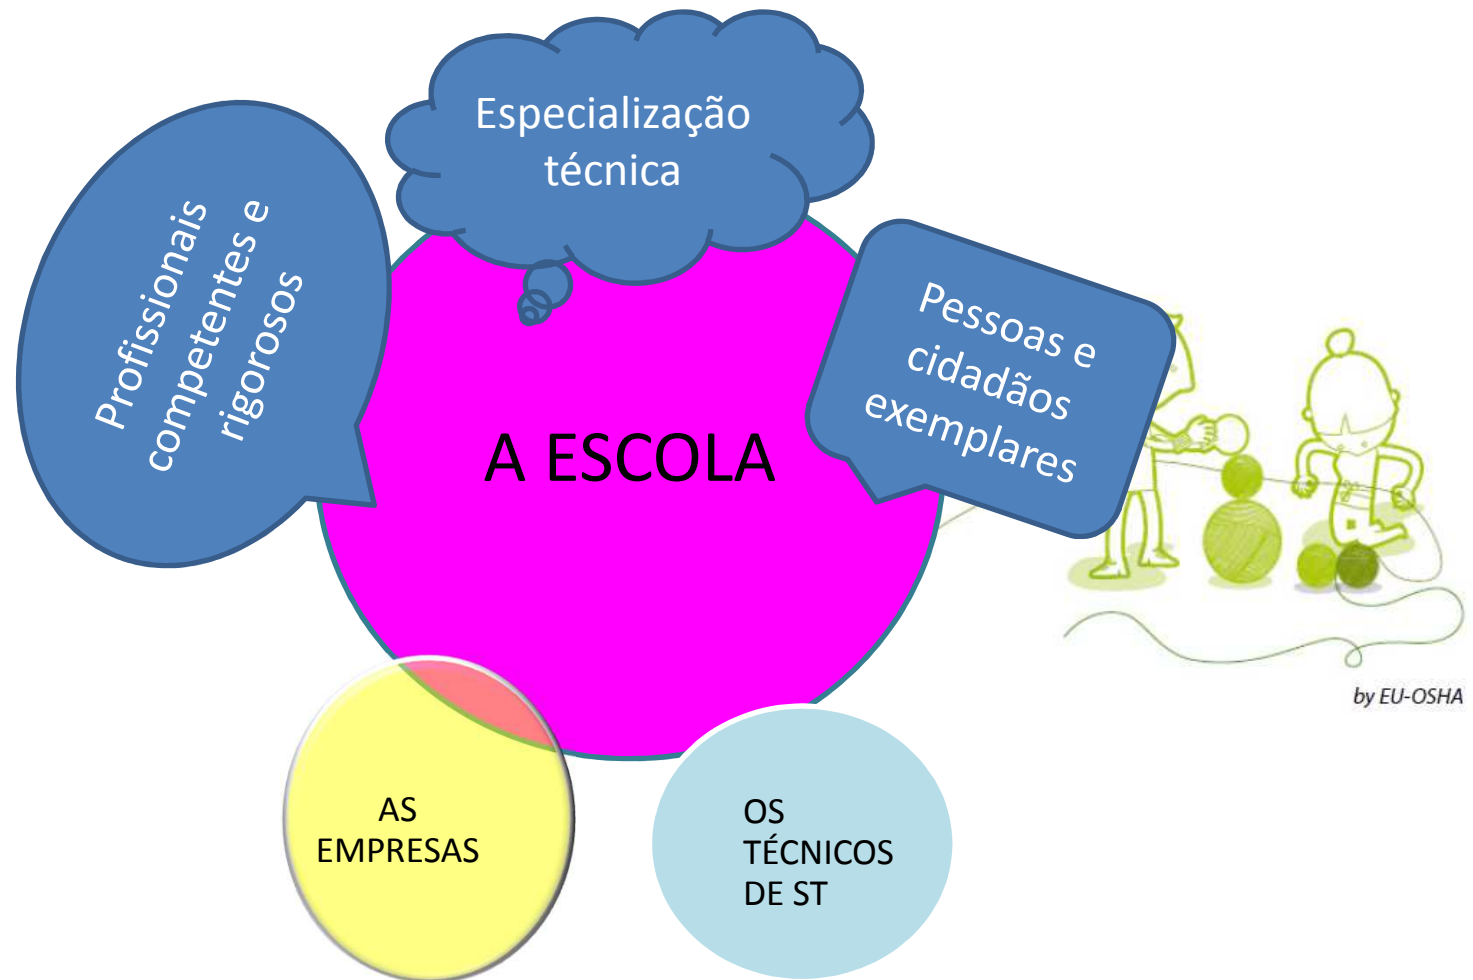 Especialização
técnica
Profissionais
competentes e
rigorosos
Pessoas e
cidadãos
exemplares
A ESCOLA
by EU-OSHA
AS
EMPRESAS
OS
TÉCNICOS
DE ST